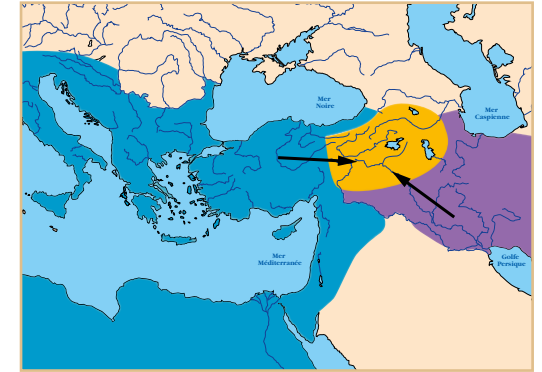 Mer
Noire
Mer
Caspienne
Mer
Méditerranée
Golfe
Persique